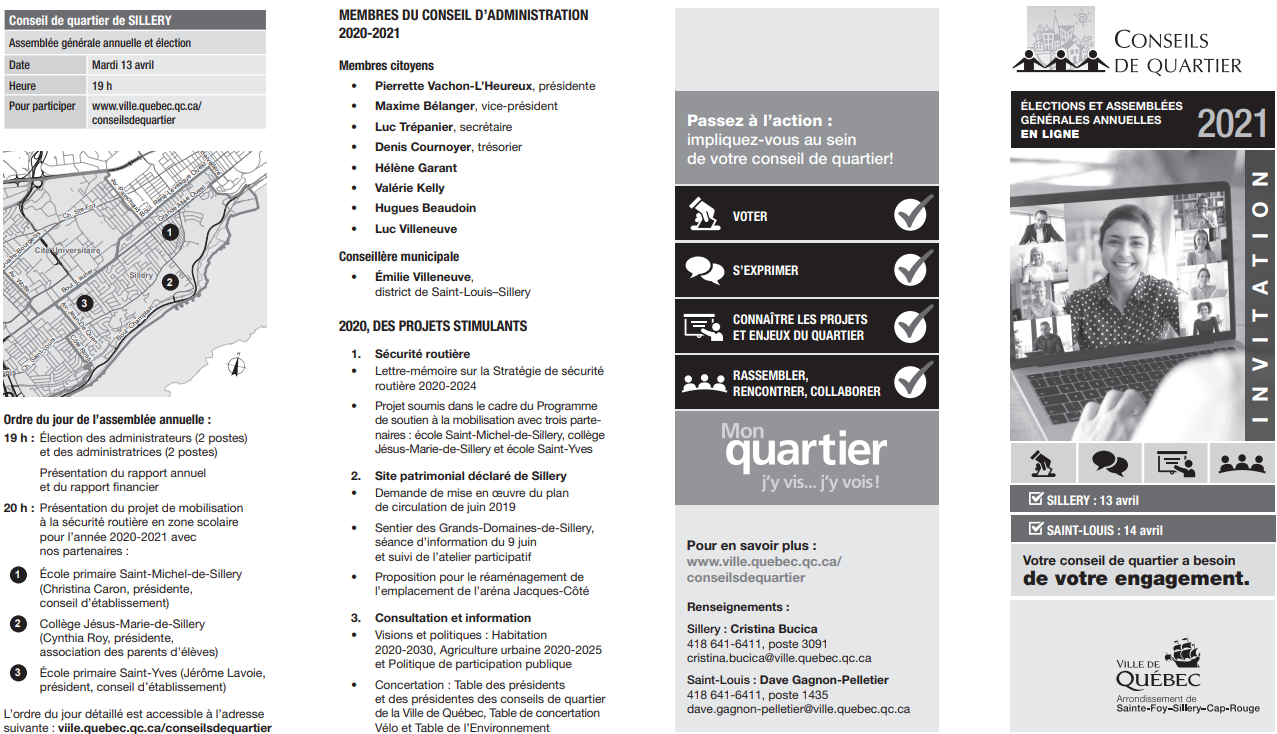 Conseil de quartier de SILLERY
Assemblée générale annuelle et élection
Date Mardi 13 avril
Heure 19 h
Pour participer www.ville.quebec.qc.ca/
conseilsdequartier
Ch. Ste-Foy
Boul. René-Lévesque Ouest
Grande Allée Ouest
Cité Universitaire
Boul. Laurier
Sillery
Boul. Champlain
1
2
3
Ordre du jour de l'assemblée annuelle :
19 h : Élection des administrateurs (2 postes)
et des administratrices (2 postes)
Présentation du rapport annuel
et du rapport financier
20 h : Présentation du projet de mobilisation
à la sécurité routière en zone scolaire
pour l'année 2020-2021 avec
nos partenaires :
1 École primaire Saint-Michel-de-Sillery
(Christina Caron, présidente,
conseil d'établissement)
2 Collège Jésus-Marie-de-Sillery
(Cynthia Roy, présidente,
association des parents d'élèves)
3 École primaire Saint-Yves (Jérôme Lavoie,
président, conseil d'établissement)
L'ordre du jour détaillé est accessible à l'adresse
suivante : viile.quebec.qc.ca/conseilsdequartier
MEMBRES DU CONSEIL D'ADMINISTRATION
2020-2021
Membres citoyens
• Pierrette Vachon-L'Heureux, présidente
• Maxime Bélanger, vice-président
• Luc Trépanier, secrétaire
• Denis Cournoyer, trésorier
• Hélène Garant
• Valérie Kelly
• Hugues Beaudoin
• Luc Villeneuve
Conseillère municipale
• Émilie Villeneuve,
district de Saint-Louis–Sillery
2020, DES PROJETS STIMULANTS
1. Sécurité routière
• Lettre-mémoire sur la Stratégie de sécurité
routière 2020-2024
• Projet soumis dans le cadre du Programme
de soutien à la mobilisation avec trois parte-
naires : école Saint-Michel-de-Sillery, collège
Jésus-Marie-de-Sillery et école Saint-Yves
2. Site patrimonial déclaré de Sillery
• Demande de mise en œuvre du plan
de circulation de juin 2019
• Sentier des Grands-Domaines-de-Sillery,
séance d'information du 9 juin
et suivi de l'atelier participatif
• Proposition pour le réaménagement de
l'emplacement de l'aréna Jacques-Côté
3. Consultation et information
• Visions et politiques : Habitation
2020-2030, Agriculture urbaine 2020-2025
et Politique de participation publique
• Concertation : Table des présidents
et des présidentes des conseils de quartier
de la Ville de Québec, Table de concertation
Vélo et Table de l'Environnement
Passez à l'action :
impliquez-vous au sein
de votre conseil de quartier!
VOTER
S'EXPRIMER
CONNAÎTRE LES PROJETS
ET ENJEUX DU QUARTIER
RASSEMBLER,
RENCONTRER, COLLABORER
Mon
quartier
j'y vis... j'y vois !
Pour en savoir plus :
www.ville.quebec.qc.ca/
conseilsdequartier
Renseignements :
Sillery : Cristina Bucica
418 641-6411, poste 3091
cristina.bucica@ville.quebec.qc.ca
Saint-Louis : Dave Gagnon-Pelletier
418 641-6411, poste 1435
dave.gagnon-pelletier@ville.quebec.qc.ca
CONSEILS
DE QUARTIER
ÉLECTIONS ET ASSEMBLÉES
GÉNÉRALES ANNUELLES
EN LIGNE
2021
INVITATION
SILLERY : 13 avril
SAINT-LOUIS : 14 avril
Votre conseil de quartier a besoin
de votre engagement.
VILLE DE
QUÉBEC
Arrondissement de
Sainte-Foy–Sillery–Cap-Rouge